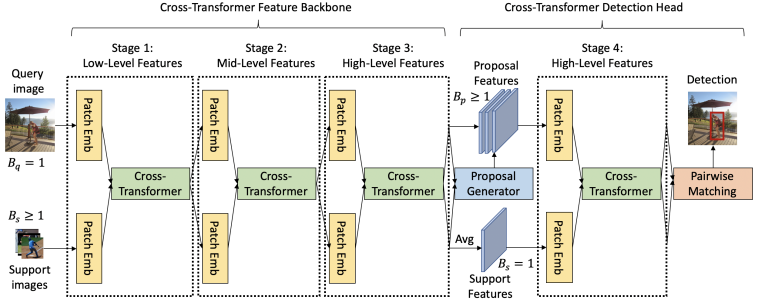 Cross-Transformer Feature Backbone
Cross-Transformer Detection Head
Stage 1:
Low-Level Features
Stage 2:
Mid-Level Features
Stage 3:
High-Level Features
Proposal
Features
Stage 4:
High-Level Features
Query
image
Detection
B_q = 1
B_p ≥ 1
Patch Emb
Patch Emb
Patch Emb
Patch Emb
Cross-
Transformer
Cross-
Transformer
Cross-
Transformer
Proposal
Generator
Cross-
Transformer
Pairwise
Matching
B_s ≥ 1
Support
images
Patch Emb
Patch Emb
Patch Emb
Avg
B_s = 1
Support
Features
Patch Emb